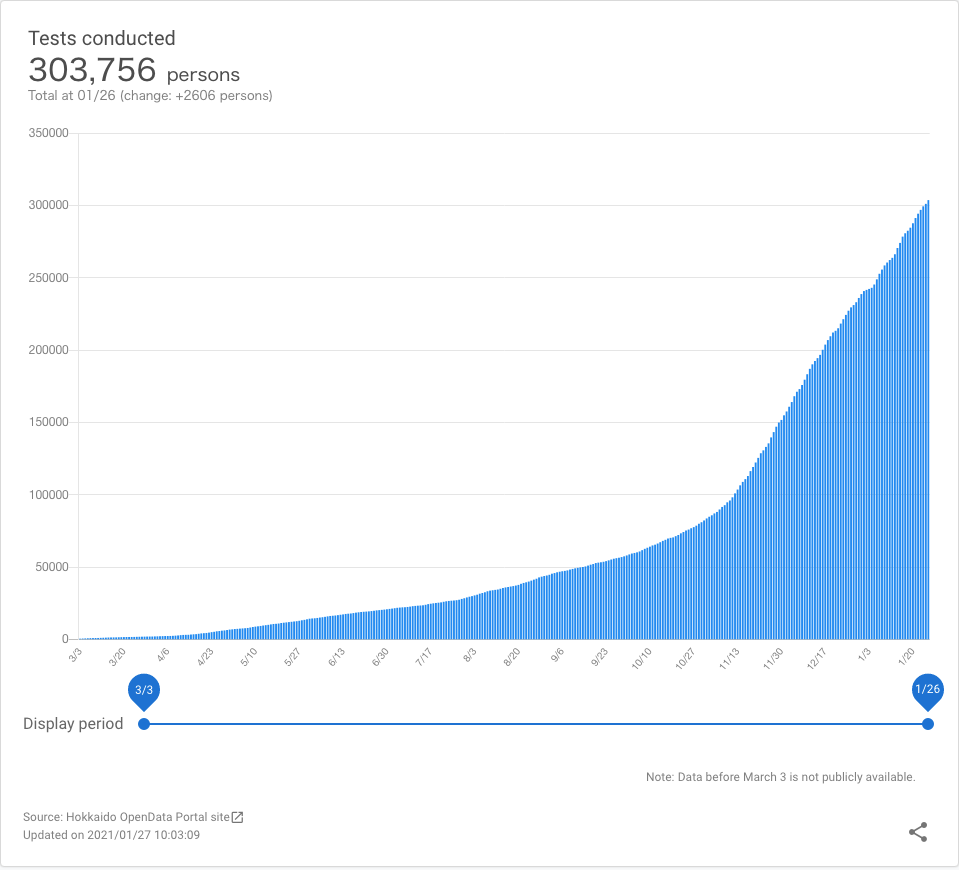 Tests conducted
303,756 persons
Total at 01/26 (change: +2606 persons)
350000
300000
250000
200000
150000
100000
50000
0
3/3 3/20 4/6 4/23 5/10 5/27 6/13 6/30 7/17 8/3 8/20 9/6 9/23 10/10 10/27 11/13 11/30 12/17 1/3 1/20
3/3 1/26
Display period
Note: Data before March 3 is not publicly available.
Source: Hokkaido OpenData Portal site
Updated on 2021/01/27 10:03:09